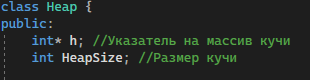 class Heap {
public:
int* h; //Указатель на массив кучи
int HeapSize; //Размер кучи